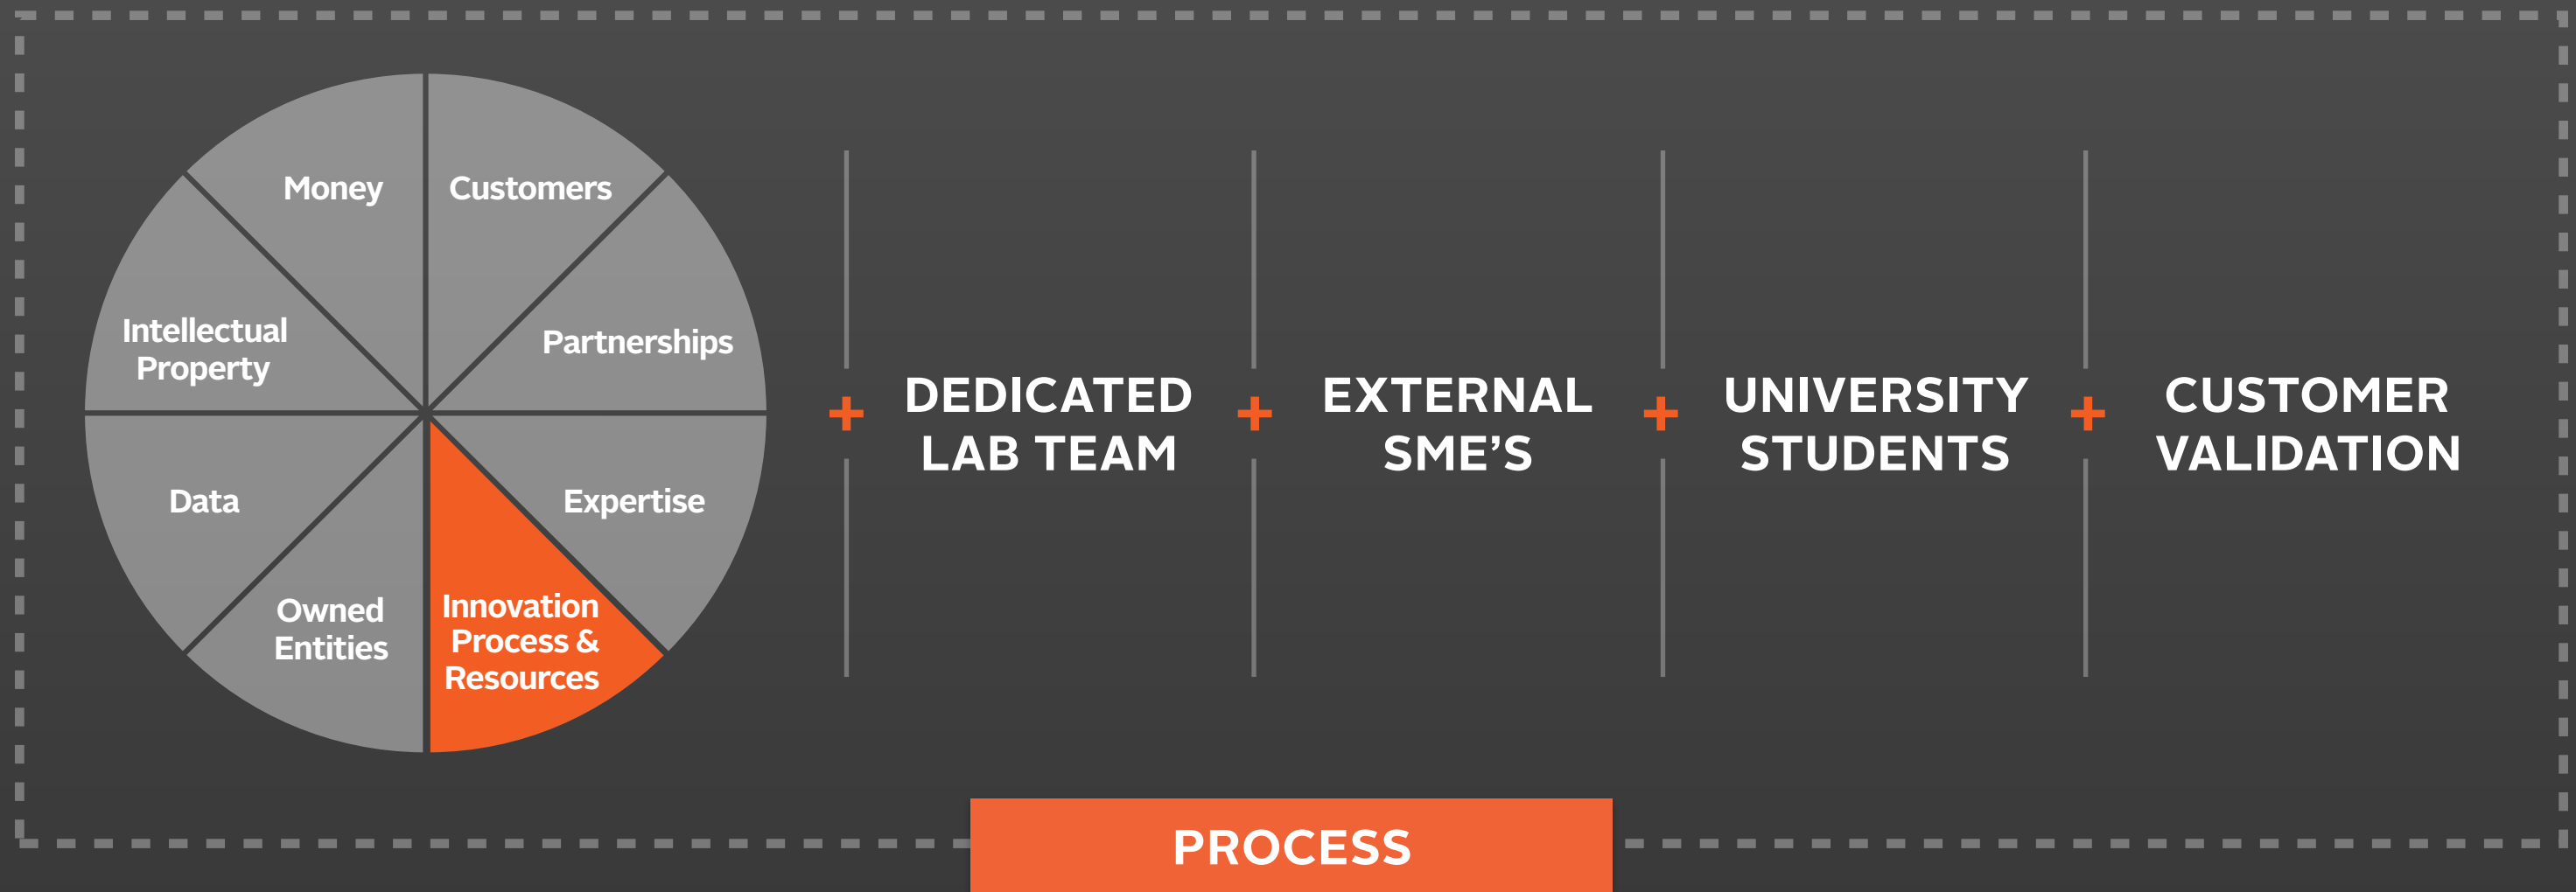 Money
Customers
Intellectual
Property
Partnerships
Data
Expertise
Owned
Entities
Innovation
Process &
Resources
+
DEDICATED
LAB TEAM
+
EXTERNAL
SME’S
+
UNIVERSITY
STUDENTS
+
CUSTOMER
VALIDATION
PROCESS